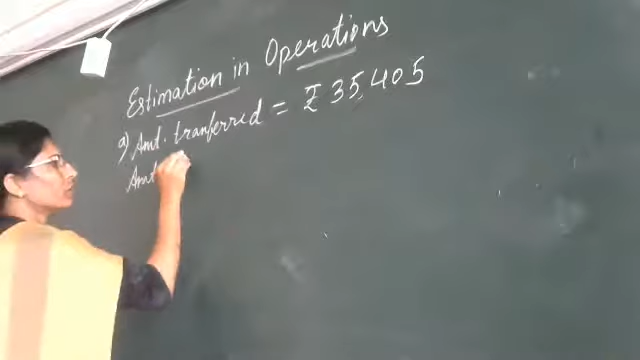 Estimation in Operations
a) Amt. tranferred = ₹ 35,405
Amt